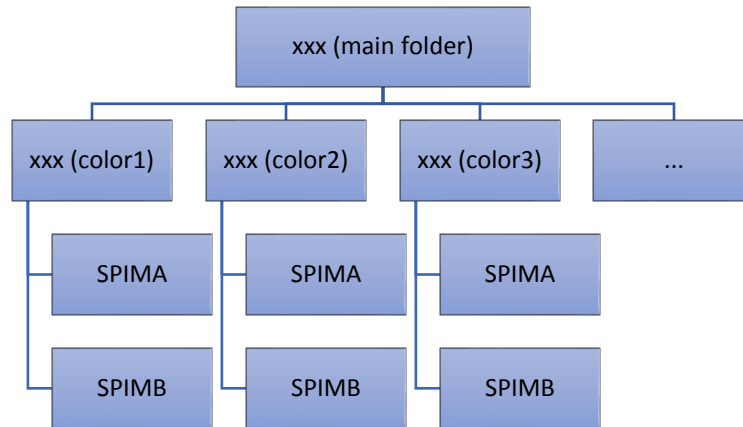 xxx (main folder)
xxx (color1)
xxx (color2)
xxx (color3)
...
SPIMA
SPIMA
SPIMA
SPIMB
SPIMB
SPIMB